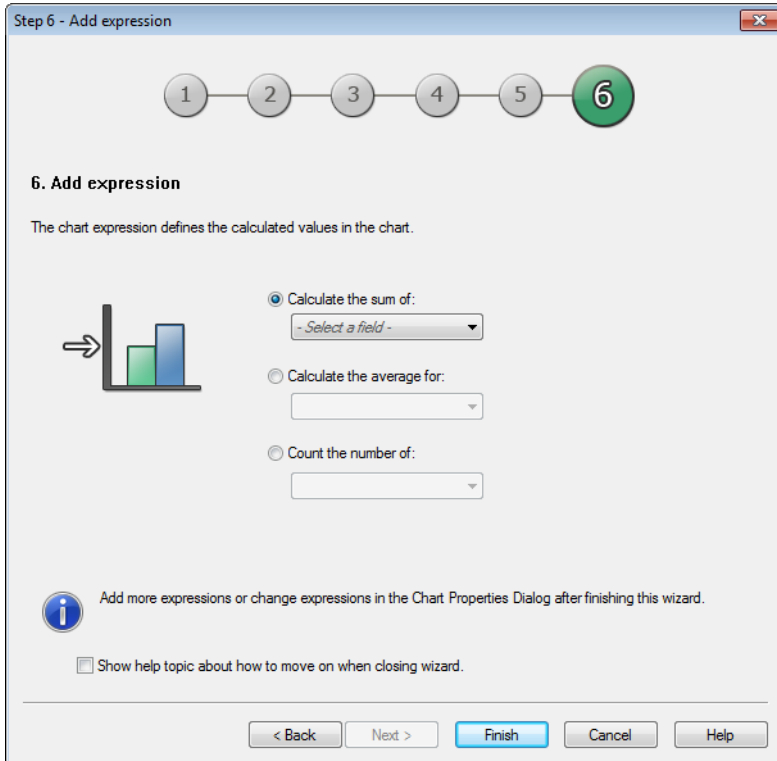 Step 6 - Add expression
1 2 3 4 5 6
6. Add expression
The chart expression defines the calculated values in the chart.
Calculate the sum of:
- Select a field -
Calculate the average for:
Count the number of:
Add more expressions or change expressions in the Chart Properties Dialog after finishing this wizard.
Show help topic about how to move on when closing wizard.
< Back Next > Finish Cancel Help